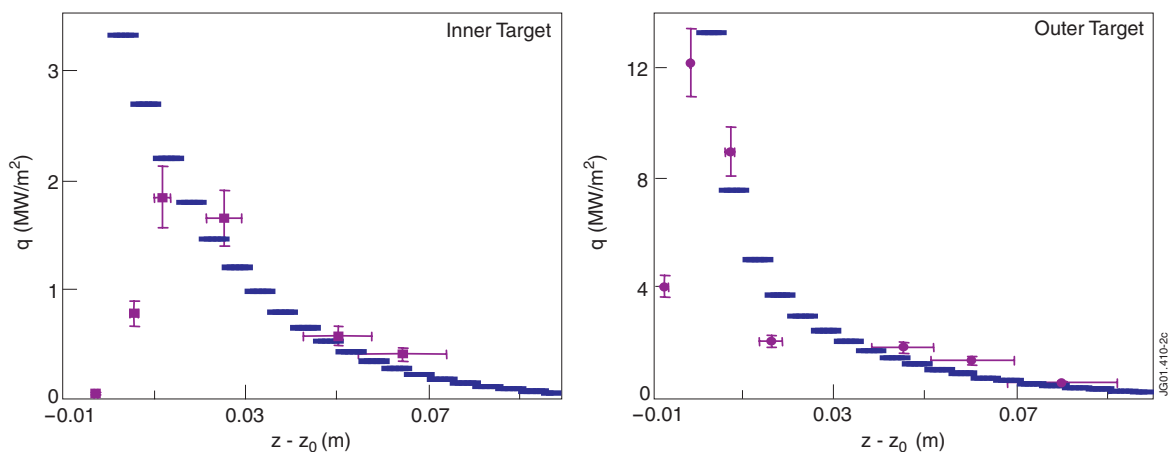 Inner Target
3
2
1
0
q (MW/m²)
−0.01
0.03
0.07
z - z₀ (m)
Outer Target
12
8
4
0
q (MW/m²)
−0.01
0.03
0.07
z - z₀ (m)
JG01.410-2c